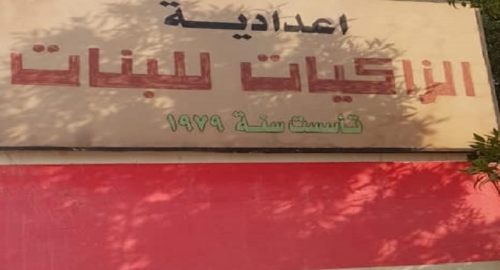 اعدادية
الزاكيات للبنات
تأسست سنة ١٩٧٩